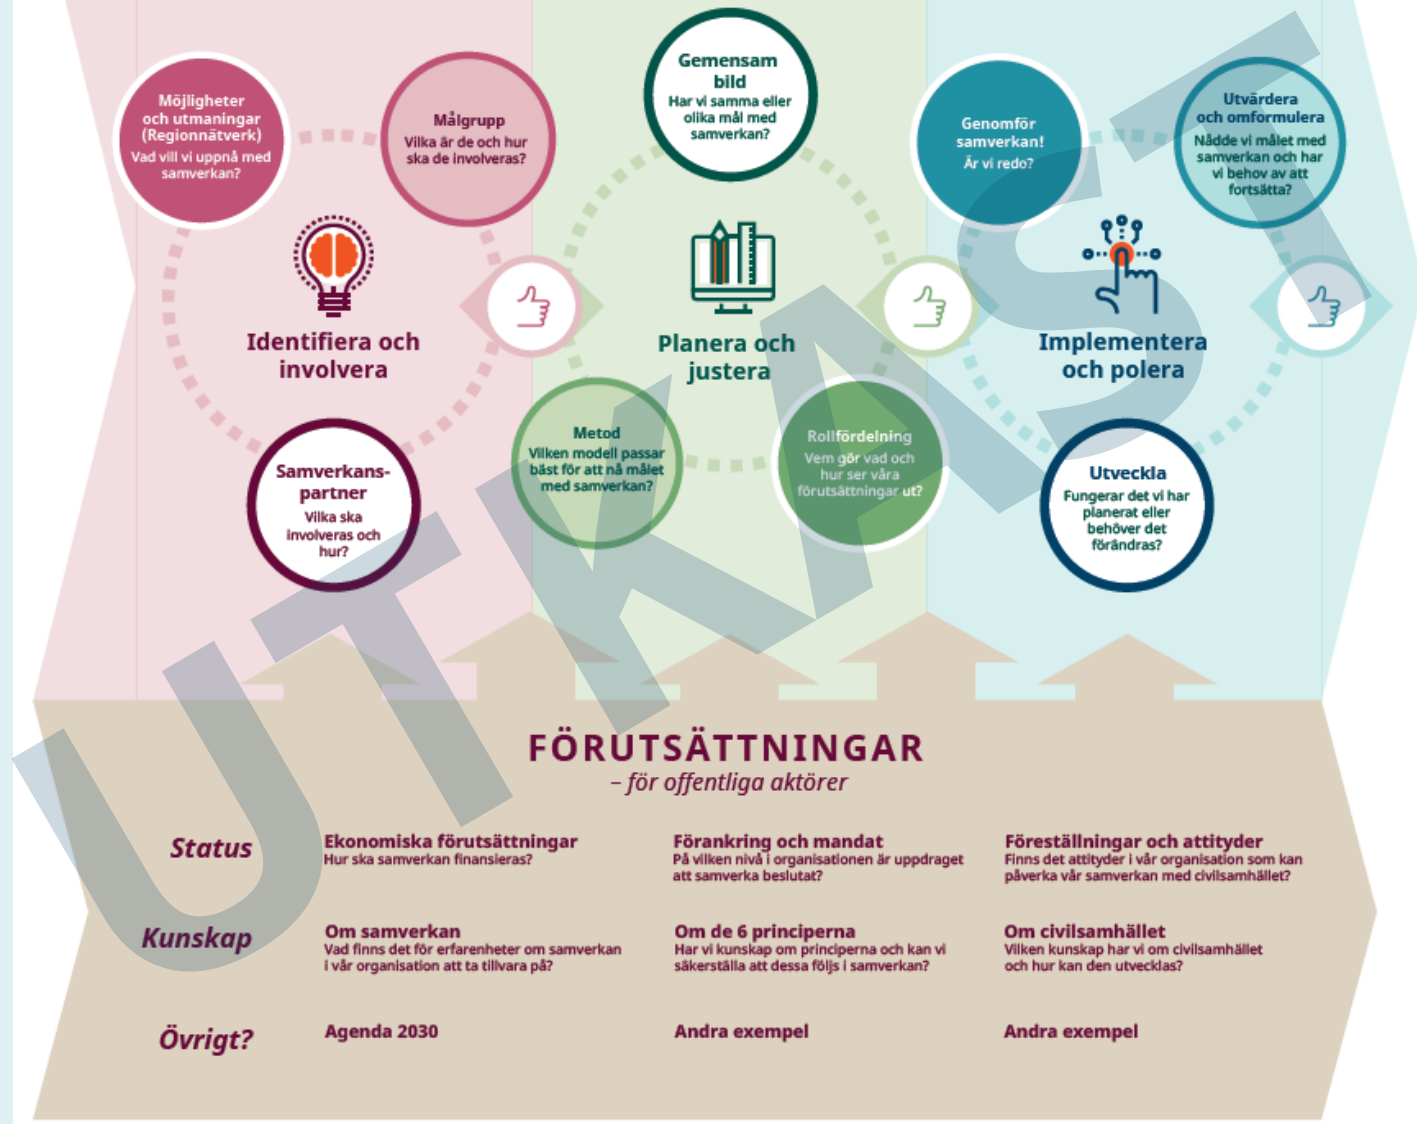 Möjligheter
och utmaningar
(Regionnätverk)
Vad vill vi uppnå med
samverkan?
Målgrupp
Vilka är de och hur
ska de involveras?
Identifiera och
involvera
Samverkans-
partner
Vilka ska
involveras och
hur?
Gemensam
bild
Har vi samma eller
olika mål med
samverkan?
Planera och
justera
Metod
Vilken modell passar
bäst för att nå målet
med samverkan?
Rollfördelning
Vem gör vad och
hur ser våra
förutsättningar ut?
Genomför
samverkan!
Är vi redo?
Utvärdera
och omformulera
Nådde vi målet med
samverkan och har
vi behov av att
fortsätta?
Implementera
och polera
Utveckla
Fungerar det vi har
planerat eller
behöver det
förändras?
UTKAST
FÖRUTSÄTTNINGAR
– för offentliga aktörer
Status
Ekonomiska förutsättningar
Hur ska samverkan finansieras?
Förankring och mandat
På vilken nivå i organisationen är uppdraget
att samverka beslutat?
Föreställningar och attityder
Finns det attityder i vår organisation som kan
påverka vår samverkan med civilsamhället?
Kunskap
Om samverkan
Vad finns det för erfarenheter om samverkan
i vår organisation att ta tillvara på?
Om de 6 principerna
Har vi kunskap om principerna och kan vi
säkerställa att dessa följs i samverkan?
Om civilsamhället
Vilken kunskap har vi om civilsamhället
och hur kan den utvecklas?
Övrigt?
Agenda 2030
Andra exempel
Andra exempel